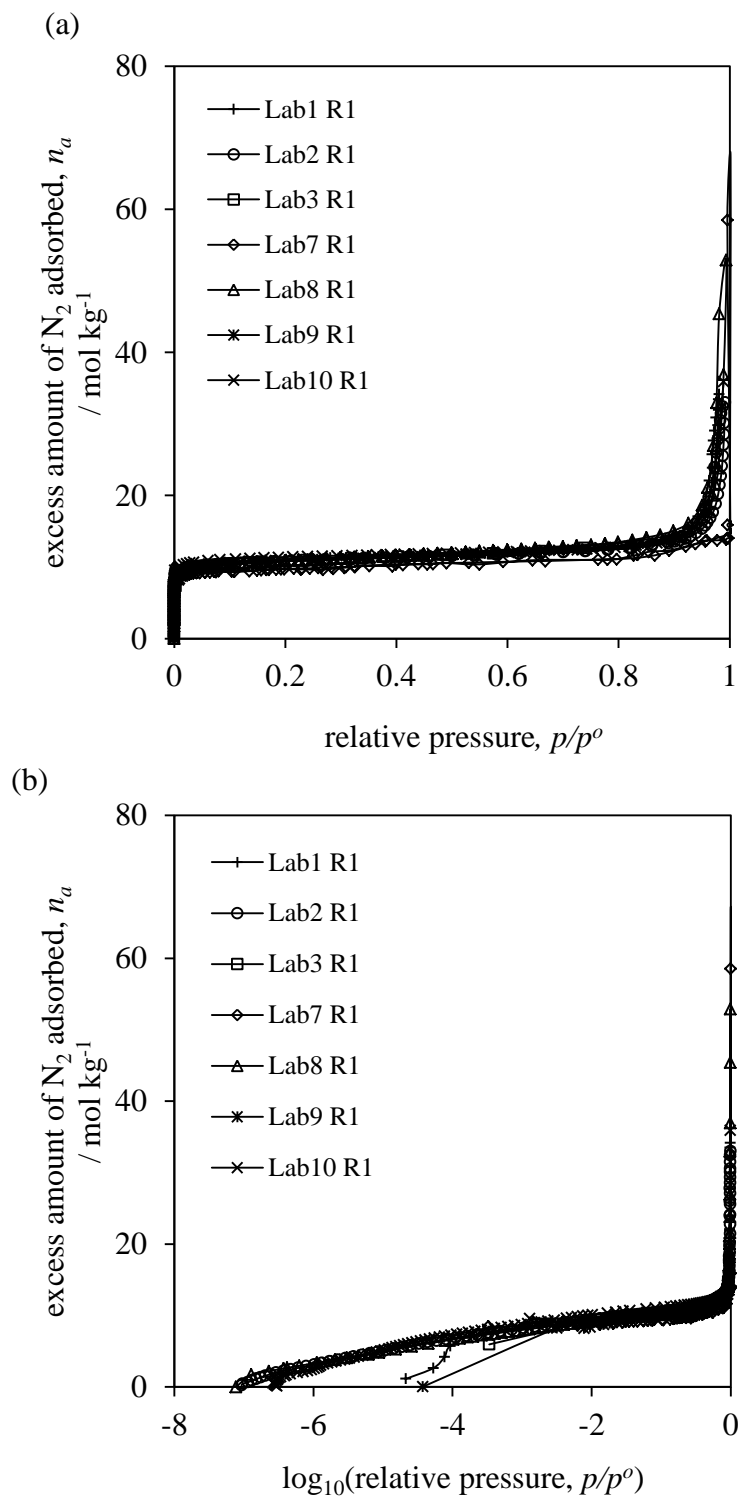 (a)
80
60
40
20
0
excess amount of N₂ adsorbed, nₐ
/ mol kg⁻¹
Lab1 R1
Lab2 R1
Lab3 R1
Lab7 R1
Lab8 R1
Lab9 R1
Lab10 R1
0 0.2 0.4 0.6 0.8 1
relative pressure, p/pᵒ
(b)
80
60
40
20
0
excess amount of N₂ adsorbed, nₐ
/ mol kg⁻¹
Lab1 R1
Lab2 R1
Lab3 R1
Lab7 R1
Lab8 R1
Lab9 R1
Lab10 R1
-8 -6 -4 -2 0
log₁₀(relative pressure, p/pᵒ)